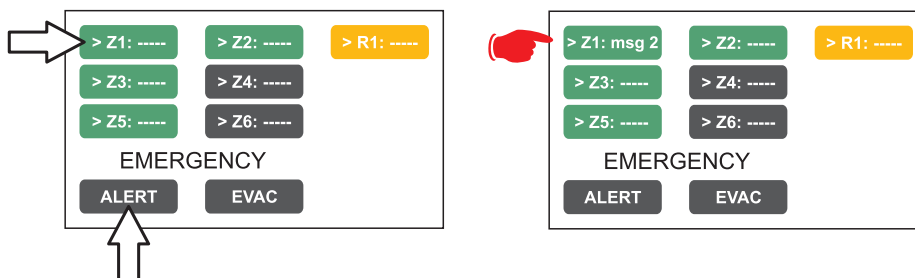 > Z1: -----
> Z2: -----
> R1: -----
> Z3: -----
> Z4: -----
> Z5: -----
> Z6: -----
EMERGENCY
ALERT
EVAC
> Z1: msg 2
> Z2: -----
> R1: -----
> Z3: -----
> Z4: -----
> Z5: -----
> Z6: -----
EMERGENCY
ALERT
EVAC